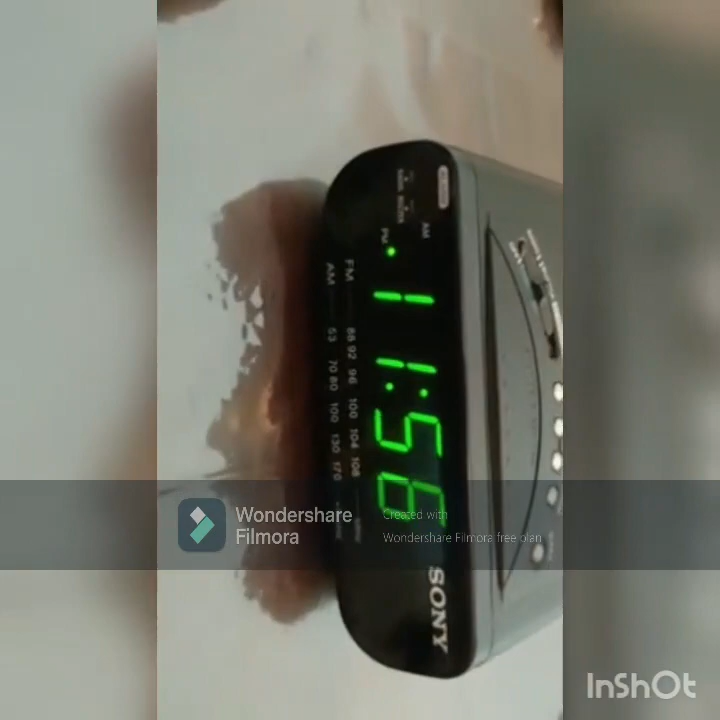 AM
PM
11:56
FM 88 92 96 100 104 108
AM 53 70 80 100 130 170
SONY
Wondershare
Filmora
Created with
Wondershare Filmora free plan
InShOt